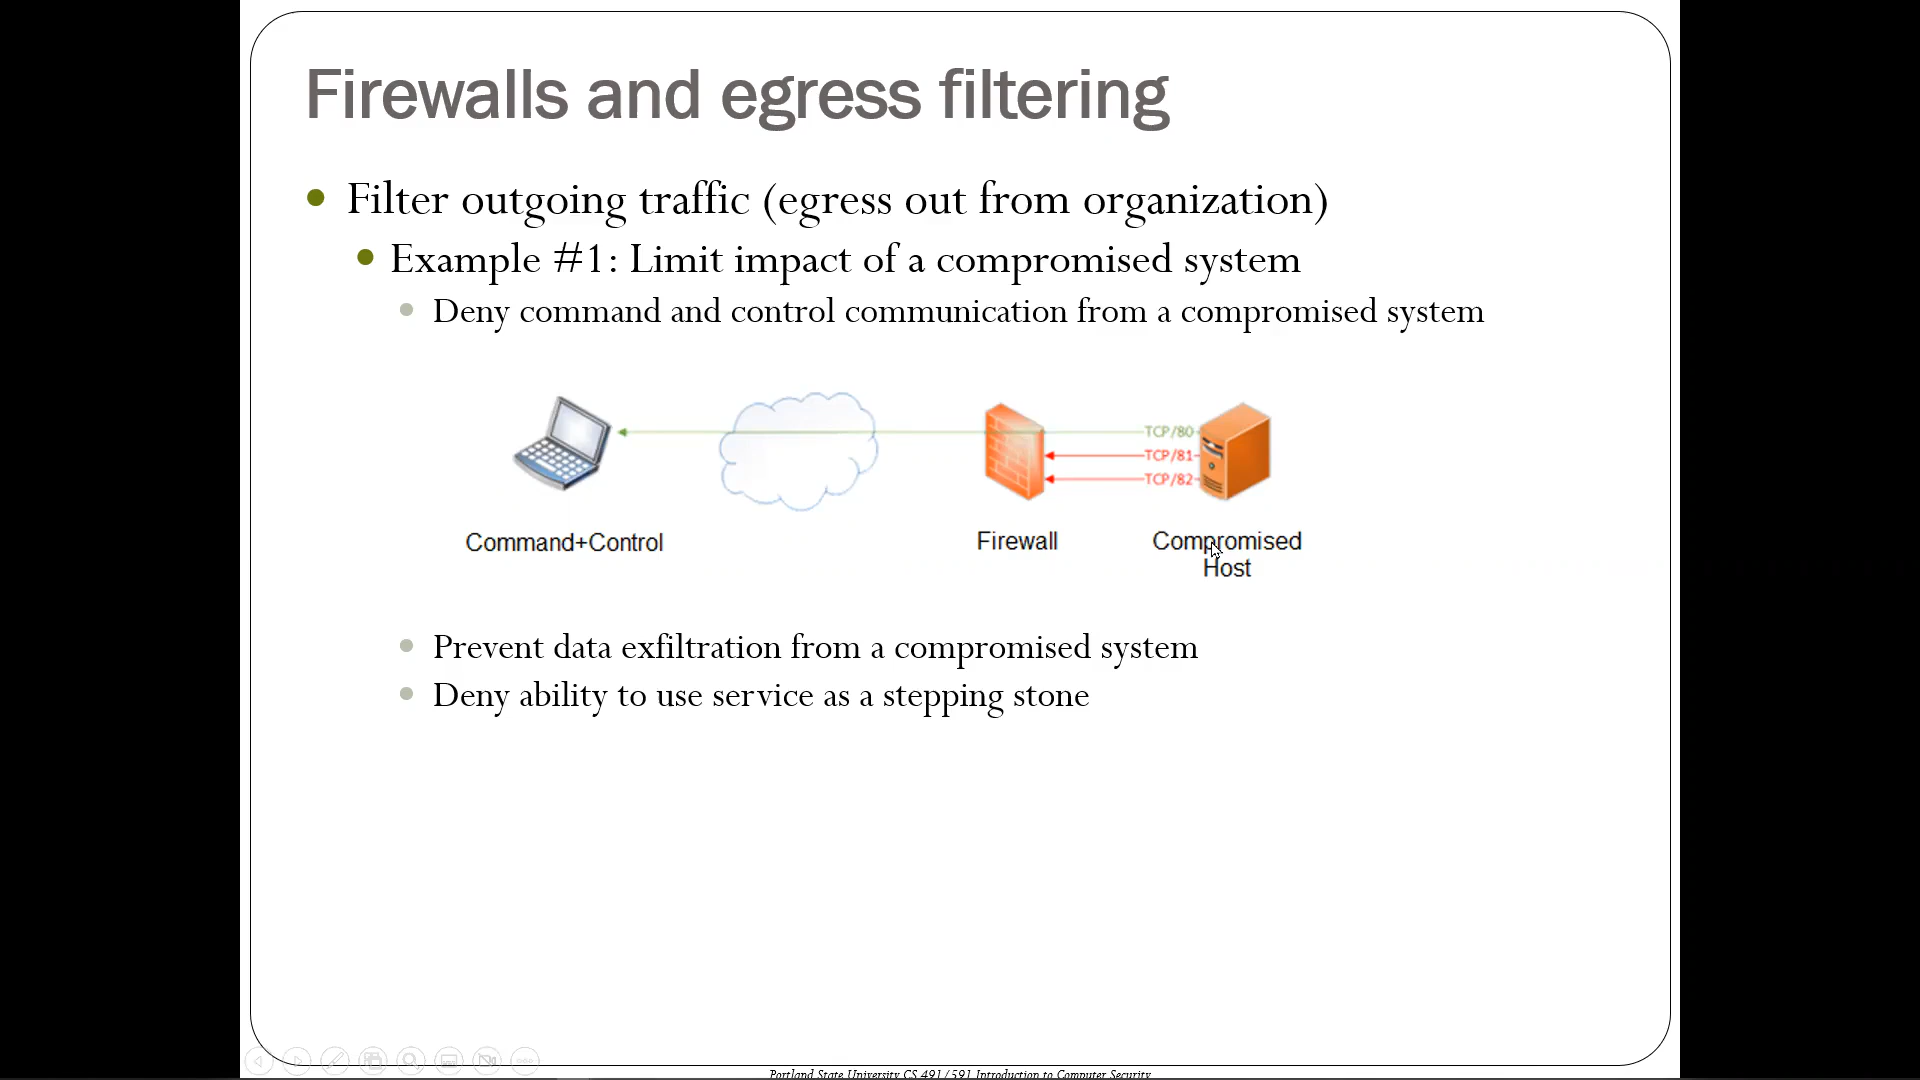 Firewalls and egress filtering
Filter outgoing traffic (egress out from organization)
Example #1: Limit impact of a compromised system
Deny command and control communication from a compromised system
TCP/80
TCP/81
TCP/82
Command+Control
Firewall
Compromised
Host
Prevent data exfiltration from a compromised system
Deny ability to use service as a stepping stone
Portland State University CS 491/591 Introduction to Computer Security